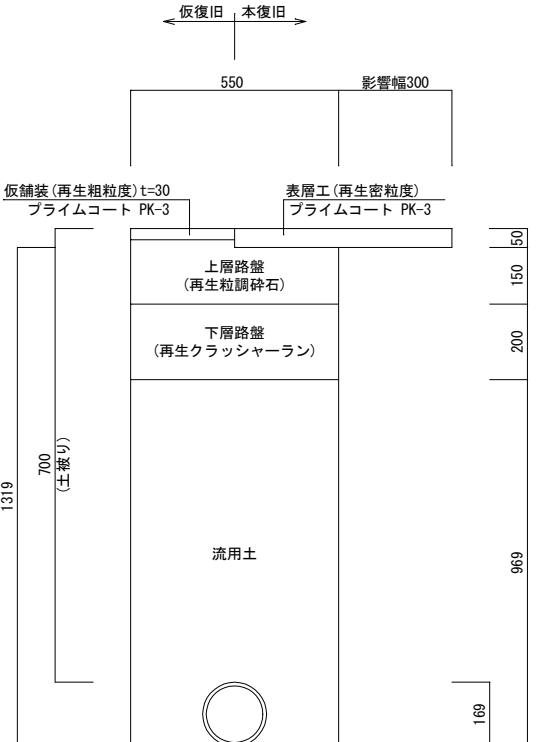 仮復旧 本復旧
550 影響幅300
仮舗装(再生粗粒度)t=30
プライムコート PK-3
表層工(再生密粒度)
プライムコート PK-3
50
上層路盤
(再生粒調砕石)
150
下層路盤
(再生クラッシャーラン)
200
700
(土被り)
1319
流用土
969
169